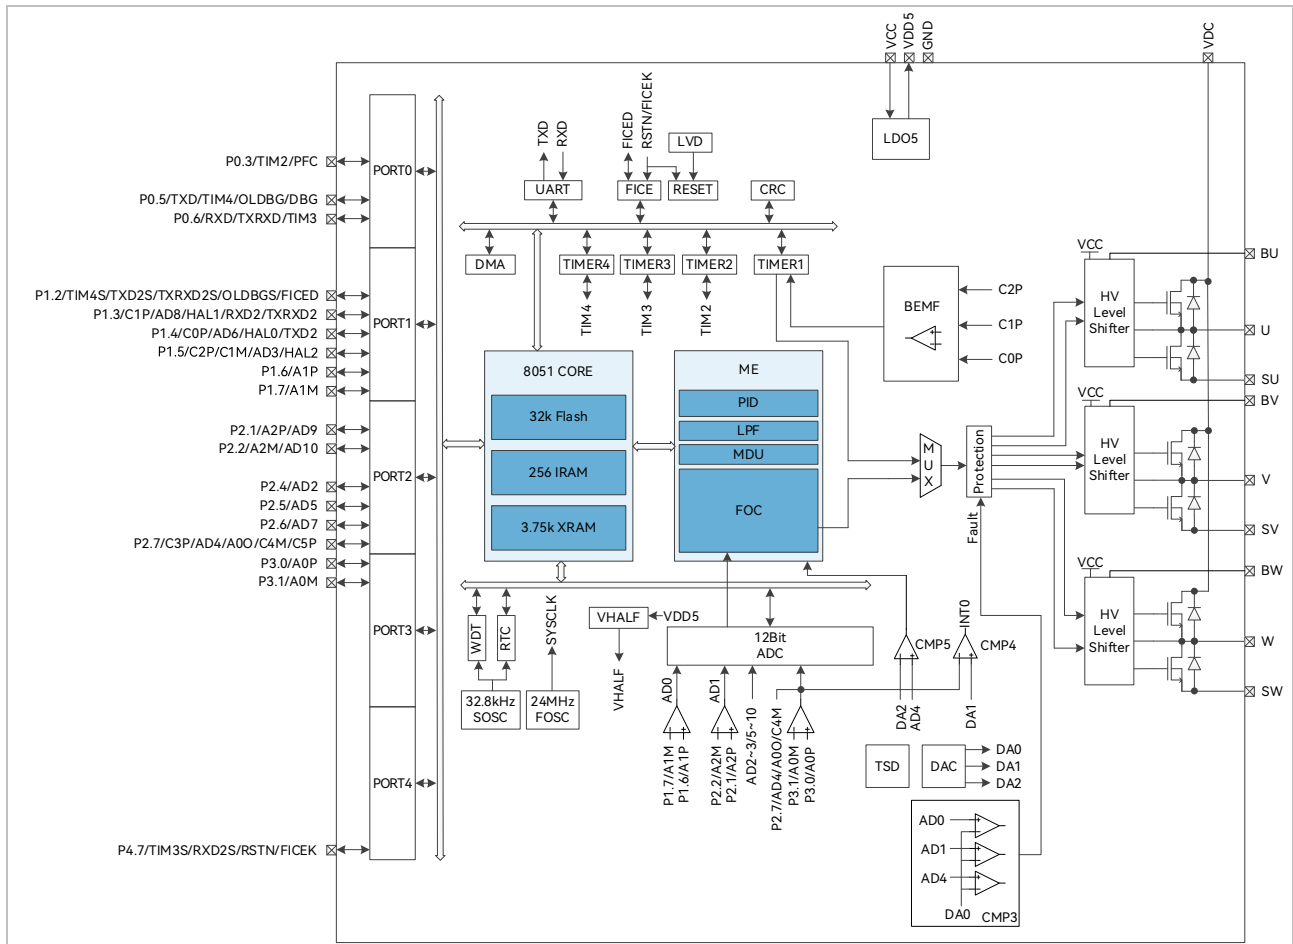 VCC
VDD5
GND
VDC
LDO5
P0.3/TIM2/PFC
P0.5/TXD/TIM4/OLDBG/DBG
P0.6/RXD/TXRXD/TIM3
P1.2/TIM4S/TXD2S/TXRXD2S/OLDBGS/FICED
P1.3/C1P/AD8/HAL1/RXD2/TXRXD2
P1.4/C0P/AD6/HAL0/TXD2
P1.5/C2P/C1M/AD3/HAL2
P1.6/A1P
P1.7/A1M
P2.1/A2P/AD9
P2.2/A2M/AD10
P2.4/AD2
P2.5/AD5
P2.6/AD7
P2.7/C3P/AD4/A0O/C4M/C5P
P3.0/A0P
P3.1/A0M
P4.7/TIM3S/RXD2S/RSTN/FICEK
PORT0
PORT1
PORT2
PORT3
PORT4
TXD
RXD
FICED
RSTN/FICEK
LVD
UART
FICE
RESET
CRC
DMA
TIMER4
TIMER3
TIMER2
TIMER1
TIM4
TIM3
TIM2
BEMF
C2P
C1P
C0P
8051 CORE
32k Flash
256 IRAM
3.75k XRAM
ME
PID
LPF
MDU
FOC
MUX
Protection
Fault
VCC
HV
Level
Shifter
BU
U
SU
VCC
HV
Level
Shifter
BV
V
SV
VCC
HV
Level
Shifter
BW
W
SW
WDT
RTC
SYSCLK
32.8kHz
SOSC
24MHz
FOSC
VHALF
VDD5
VHALF
12Bit
ADC
AD0
AD1
P1.7/A1M
P1.6/A1P
P2.2/A2M
P2.1/A2P
AD2~3/5~10
P2.7/AD4/A0O/C4M
P3.1/A0M
P3.0/A0P
CMP5
DA2
AD4
INT0
CMP4
DA1
TSD
DAC
DA0
DA1
DA2
AD0
AD1
AD4
DA0
CMP3